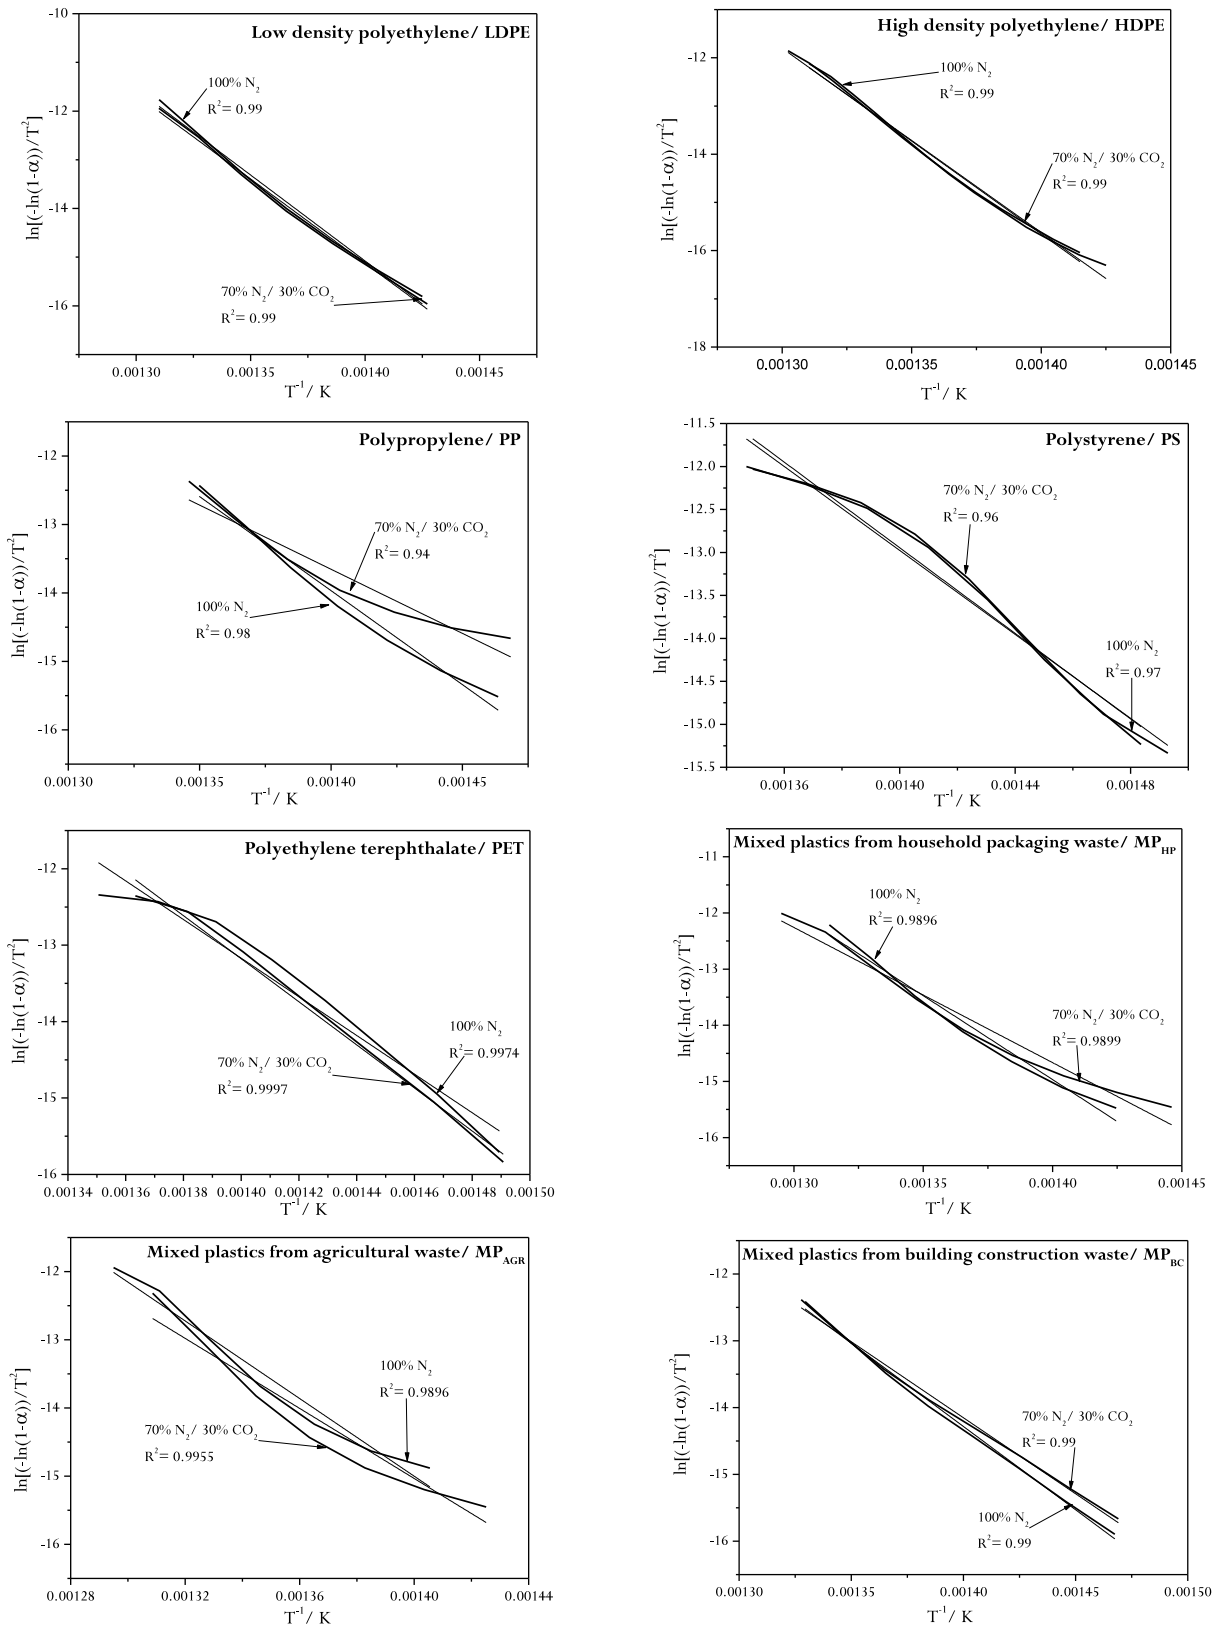 Low density polyethylene/ LDPE
-10
-12
-14
-16
ln[(-ln(1-α))/T²]
100% N₂
R²= 0.99
70% N₂/ 30% CO₂
R²= 0.99
0.00130 0.00135 0.00140 0.00145
T⁻¹/ K
High density polyethylene/ HDPE
-12
-14
-16
-18
ln[(-ln(1-α))/T²]
100% N₂
R²= 0.99
70% N₂/ 30% CO₂
R²= 0.99
0.00130 0.00135 0.00140 0.00145
T⁻¹/ K
Polypropylene/ PP
-12
-13
-14
-15
-16
ln[(-ln(1-α))/T²]
70% N₂/ 30% CO₂
R²= 0.94
100% N₂
R²= 0.98
0.00130 0.00135 0.00140 0.00145
T⁻¹/ K
Polystyrene/ PS
-11.5
-12.0
-12.5
-13.0
-13.5
-14.0
-14.5
-15.0
-15.5
ln[(-ln(1-α))/T²]
70% N₂/ 30% CO₂
R²= 0.96
100% N₂
R²= 0.97
0.00136 0.00140 0.00144 0.00148
T⁻¹/ K
Polyethylene terephthalate/ PET
-12
-13
-14
-15
-16
ln[(-ln(1-α))/T²]
100% N₂
R²= 0.9974
70% N₂/ 30% CO₂
R²= 0.9997
0.00134 0.00136 0.00138 0.00140 0.00142 0.00144 0.00146 0.00148 0.00150
T⁻¹/ K
Mixed plastics from household packaging waste/ MP_HP
-11
-12
-13
-14
-15
-16
ln[(-ln(1-α))/T²]
100% N₂
R²= 0.9896
70% N₂/ 30% CO₂
R²= 0.9899
0.00130 0.00135 0.00140 0.00145
T⁻¹/ K
Mixed plastics from agricultural waste/ MP_AGR
-12
-13
-14
-15
-16
ln[(-ln(1-α))/T²]
100% N₂
R²= 0.9896
70% N₂/ 30% CO₂
R²= 0.9955
0.00128 0.00132 0.00136 0.00140 0.00144
T⁻¹/ K
Mixed plastics from building construction waste/ MP_BC
-12
-13
-14
-15
-16
ln[(-ln(1-α))/T²]
70% N₂/ 30% CO₂
R²= 0.99
100% N₂
R²= 0.99
0.00130 0.00135 0.00140 0.00145 0.00150
T⁻¹/ K